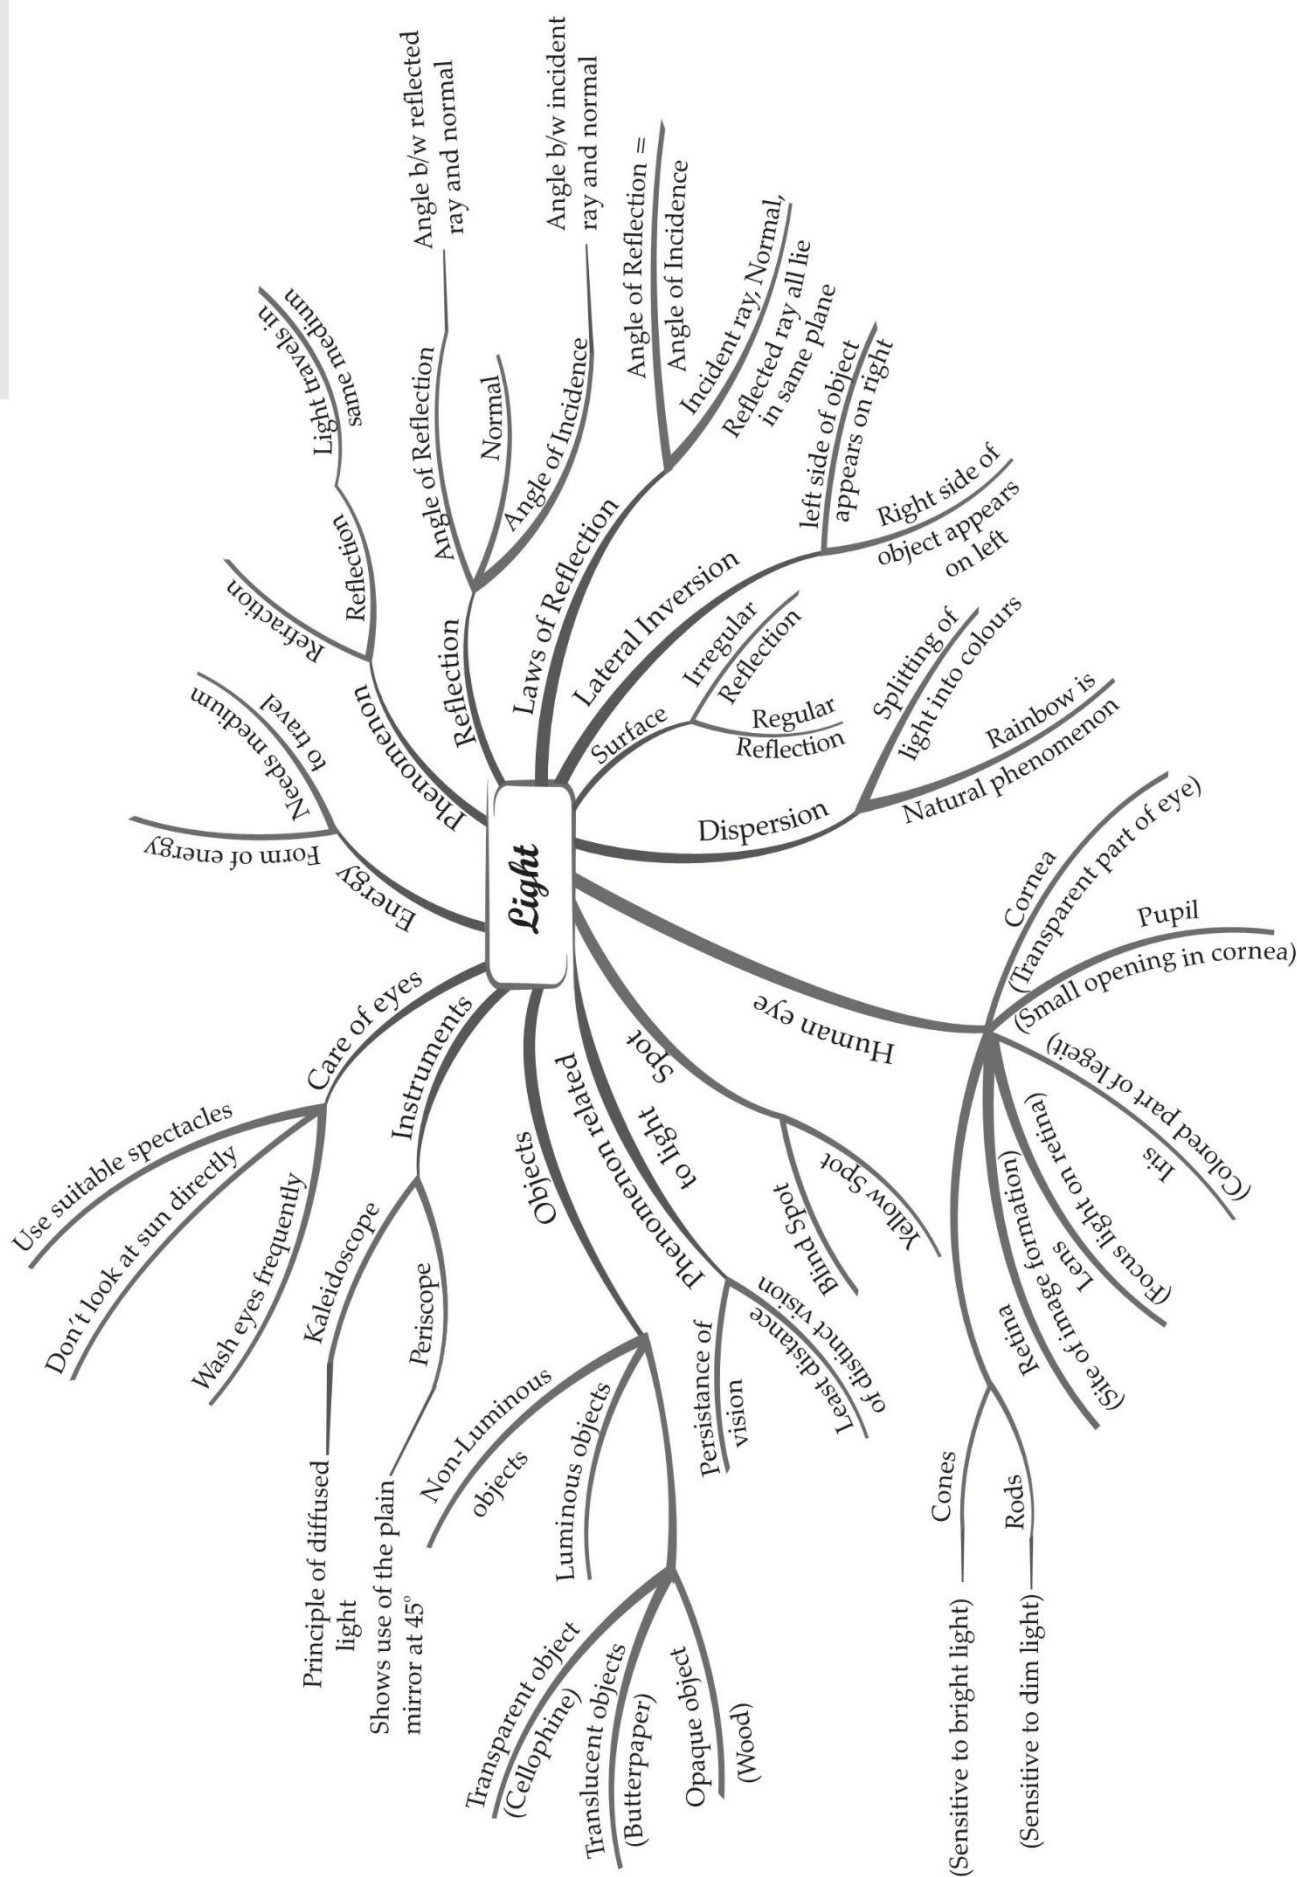 Light
Reflection
Angle of Reflection
Angle b/w reflected
ray and normal
Normal
Angle of Incidence
Angle b/w incident
ray and normal
Laws of Reflection
Angle of Reflection =
Angle of Incidence
Incident ray, Normal,
Reflected ray all lie
in same plane
Lateral Inversion
left side of object
appears on right
Right side of
object appears
on left
Surface
Irregular
Reflection
Regular
Reflection
Dispersion
Splitting of
light into colours
Rainbow is
Natural phenomenon
Human eye
Cornea
(Transparent part of eye)
Pupil
(Small opening in cornea)
(Colored part of legeit)
Iris
Lens
(Focus light on retina)
Retina
(Site of image formation)
Cones
(Sensitive to bright light)
Rods
(Sensitive to dim light)
Spot
Yellow Spot
Blind Spot
Phenomenon related
to light
Least distance
of distinct vision
Persistance of
vision
Objects
Non-Luminous
objects
Luminous objects
Transparent object
(Cellophine)
Translucent objects
(Butterpaper)
Opaque object
(Wood)
Instruments
Kaleidoscope
Principle of diffused
light
Periscope
Shows use of the plain
mirror at 45°
Care of eyes
Use suitable spectacles
Don't look at sun directly
Wash eyes frequently
Energy
Form of energy
Needs medium
to travel
Phenomenon
Refraction
Reflection
Light travels in
same medium